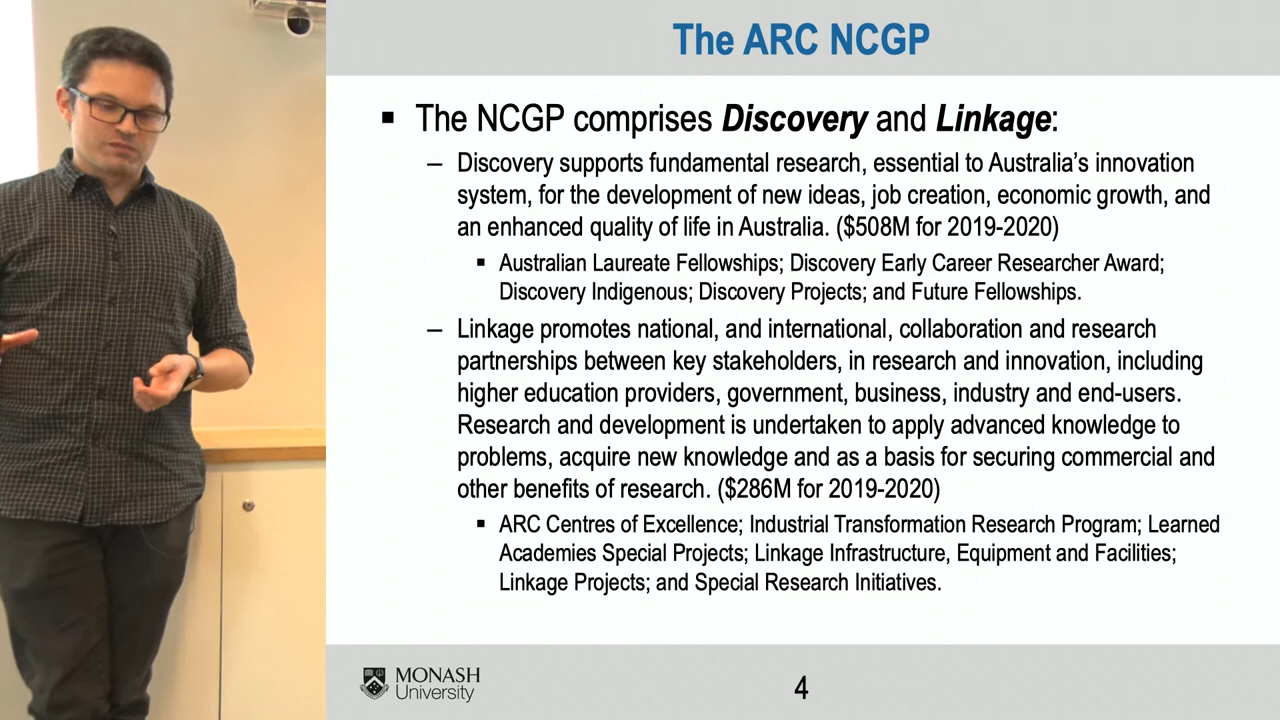 The ARC NCGP
▪ The NCGP comprises Discovery and Linkage:
– Discovery supports fundamental research, essential to Australia’s innovation
system, for the development of new ideas, job creation, economic growth, and
an enhanced quality of life in Australia. ($508M for 2019-2020)
▪ Australian Laureate Fellowships; Discovery Early Career Researcher Award;
Discovery Indigenous; Discovery Projects; and Future Fellowships.
– Linkage promotes national, and international, collaboration and research
partnerships between key stakeholders, in research and innovation, including
higher education providers, government, business, industry and end-users.
Research and development is undertaken to apply advanced knowledge to
problems, acquire new knowledge and as a basis for securing commercial and
other benefits of research. ($286M for 2019-2020)
▪ ARC Centres of Excellence; Industrial Transformation Research Program; Learned
Academies Special Projects; Linkage Infrastructure, Equipment and Facilities;
Linkage Projects; and Special Research Initiatives.
MONASH
University
4